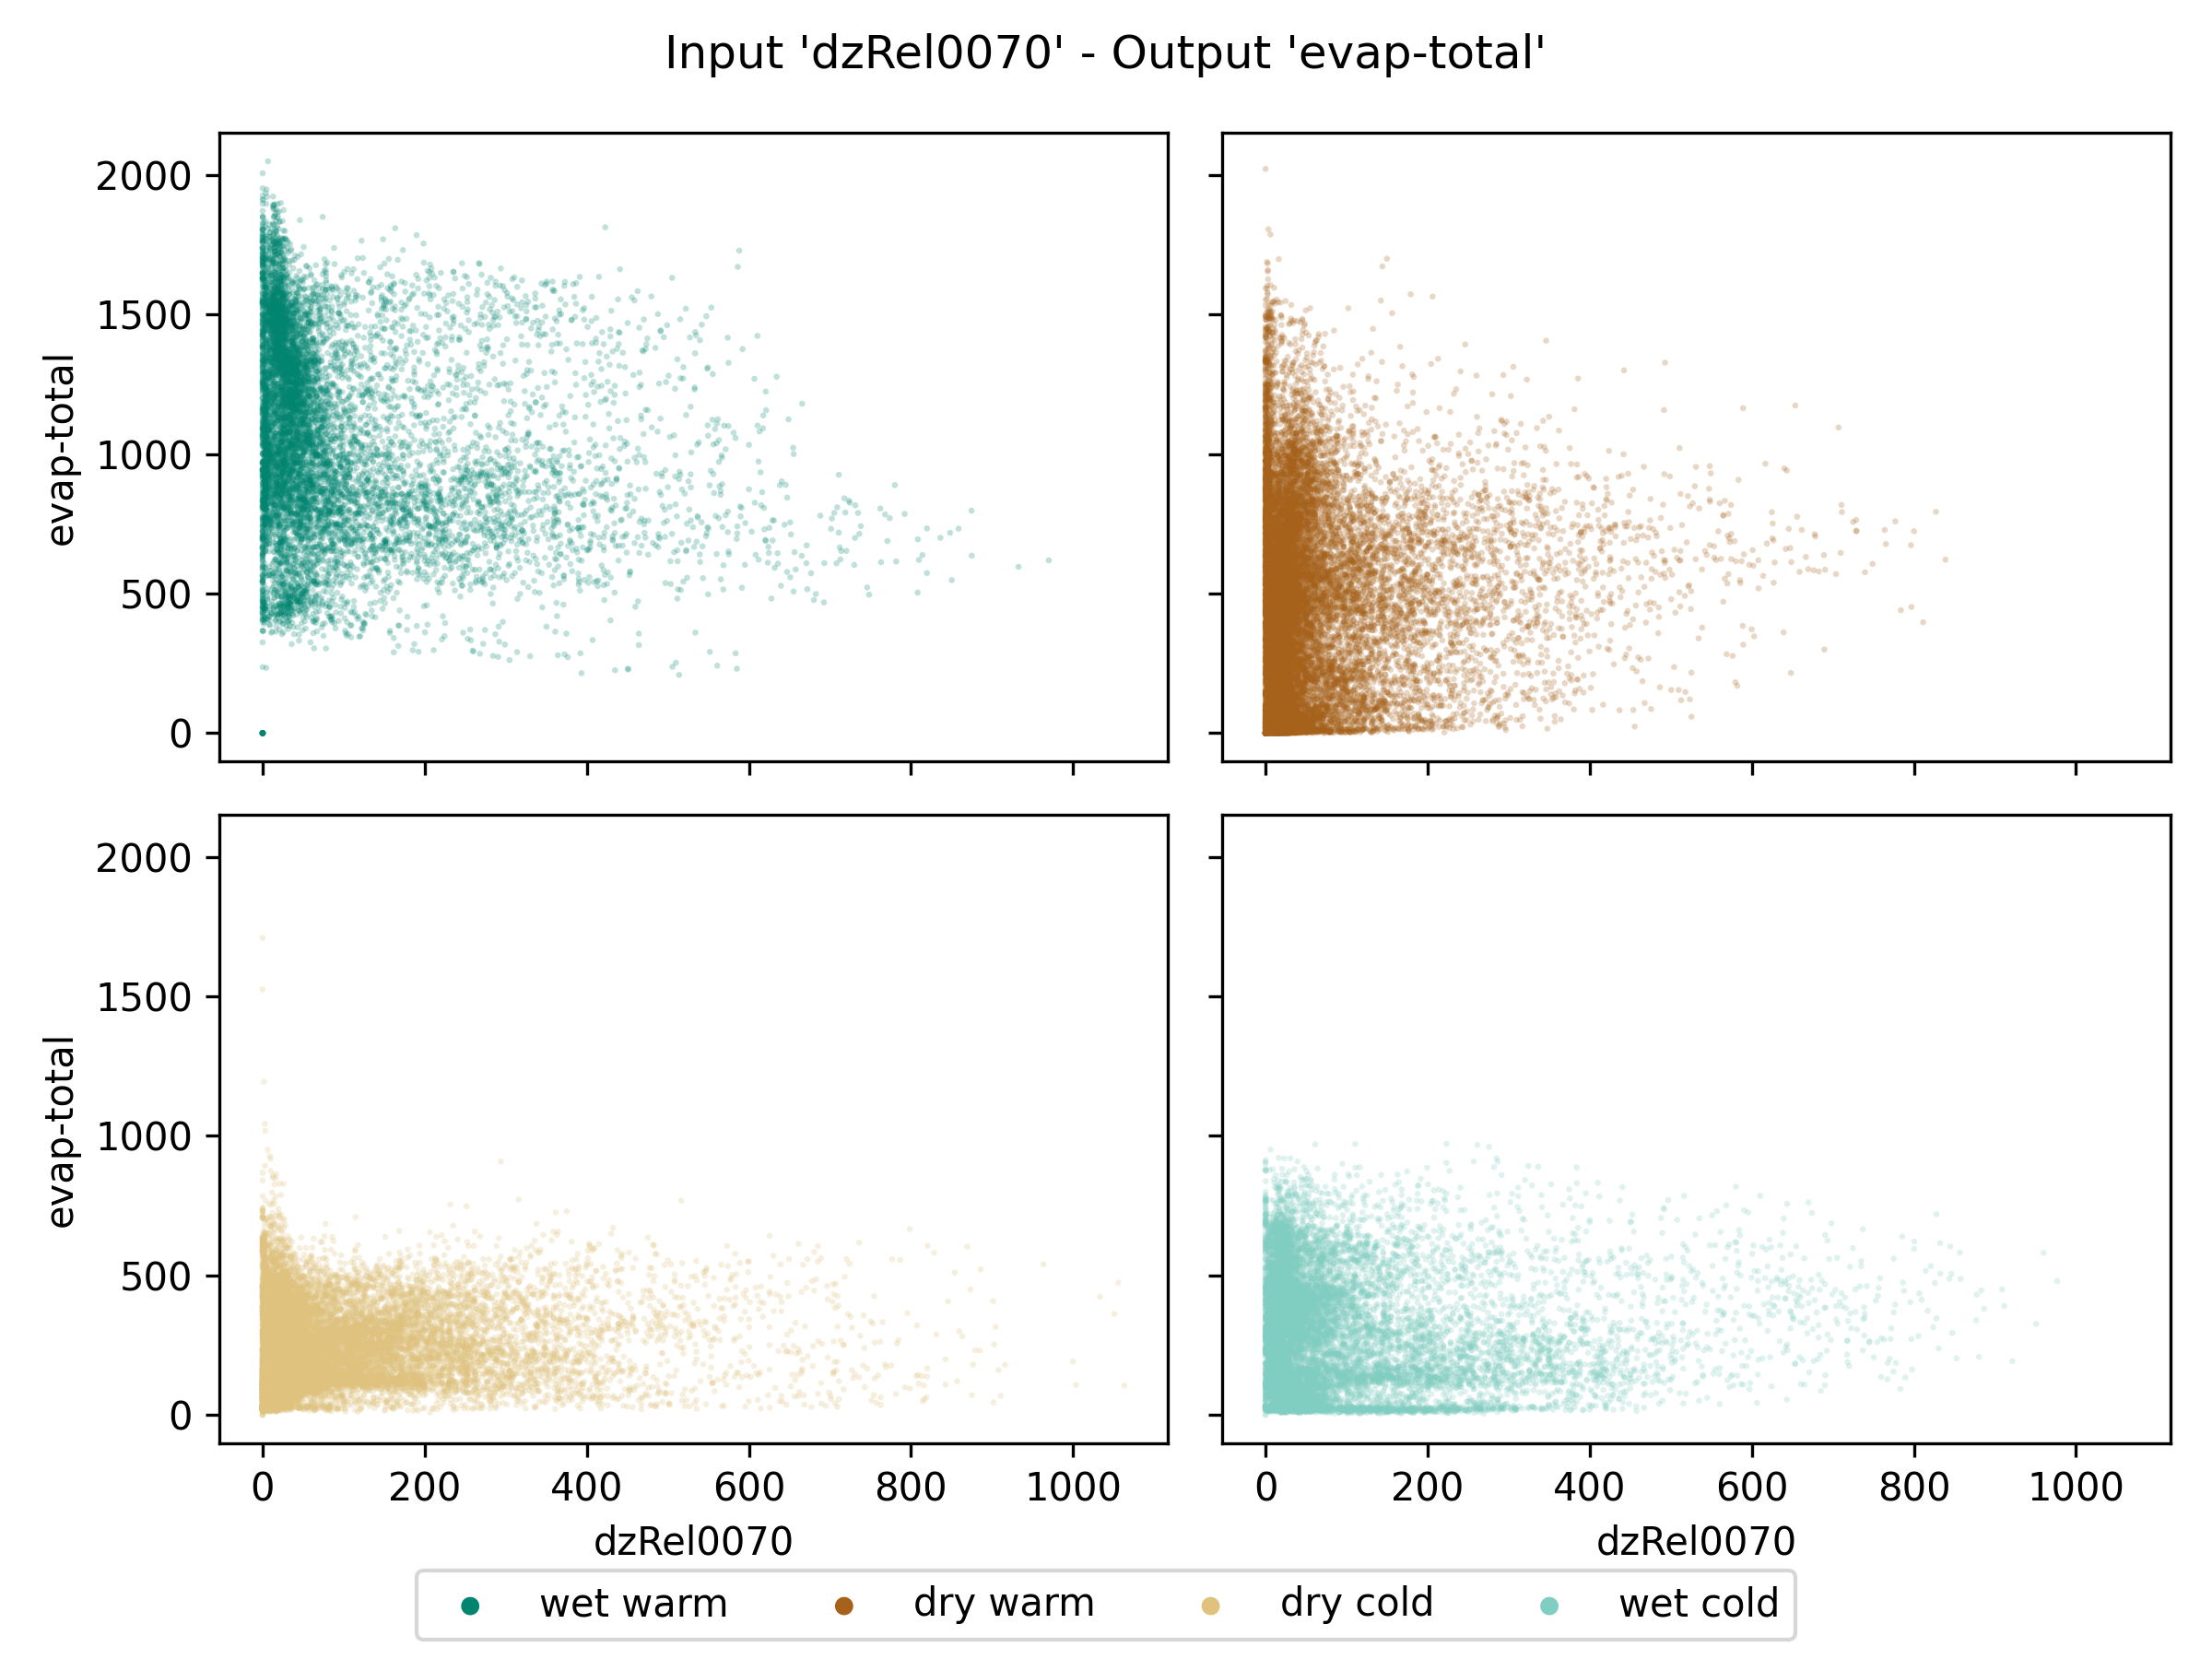 Input 'dzRel0070' - Output 'evap-total'
2000
1500
1000
500
0
evap-total
2000
1500
1000
500
0
evap-total
0 200 400 600 800 1000
0 200 400 600 800 1000
dzRel0070
dzRel0070
wet warm dry warm dry cold wet cold